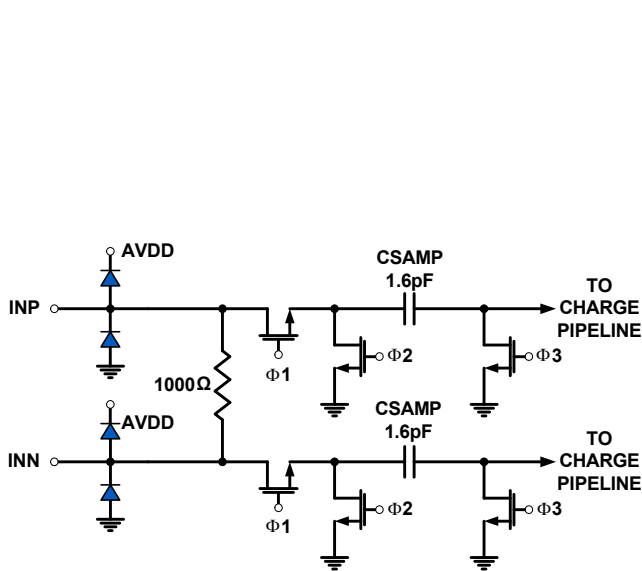 AVDD
CSAMP
1.6pF
INP
TO
CHARGE
PIPELINE
Φ1
Φ2
Φ3
1000Ω
AVDD
CSAMP
1.6pF
INN
TO
CHARGE
PIPELINE
Φ1
Φ2
Φ3